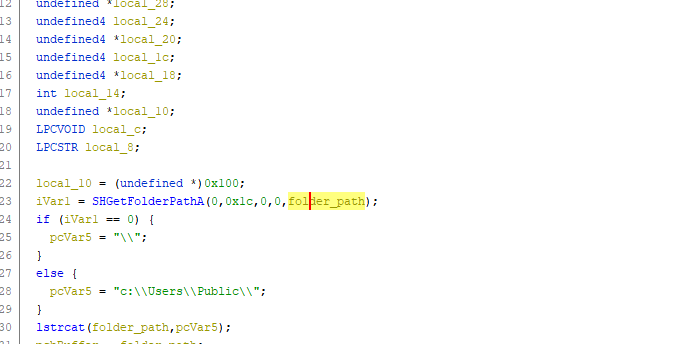 12 undefined *local_28;
13 undefined4 local_24;
14 undefined4 *local_20;
15 undefined4 local_1c;
16 undefined4 *local_18;
17 int local_14;
18 undefined *local_10;
19 LPCVOID local_c;
20 LPCSTR local_8;
21
22 local_10 = (undefined *)0x100;
23 iVar1 = SHGetFolderPathA(0,0x1c,0,0,folder_path);
24 if (iVar1 == 0) {
25 pcVar5 = "\\";
26 }
27 else {
28 pcVar5 = "c:\\Users\\Public\\";
29 }
30 lstrcat(folder_path,pcVar5);